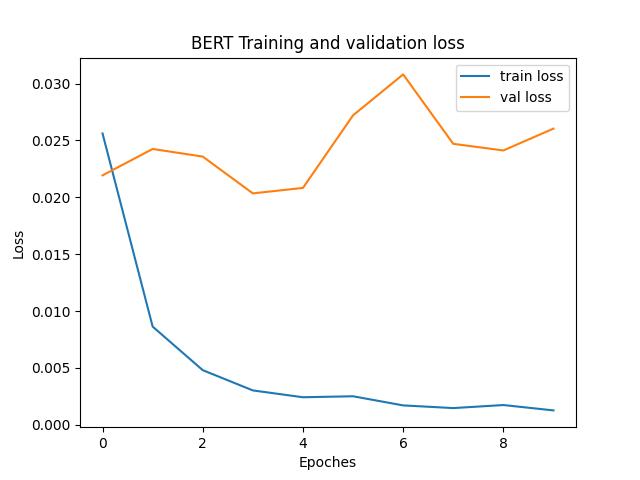 BERT Training and validation loss
train loss
val loss
0.030
0.025
0.020
0.015
0.010
0.005
0.000
Loss
0 2 4 6 8
Epoches